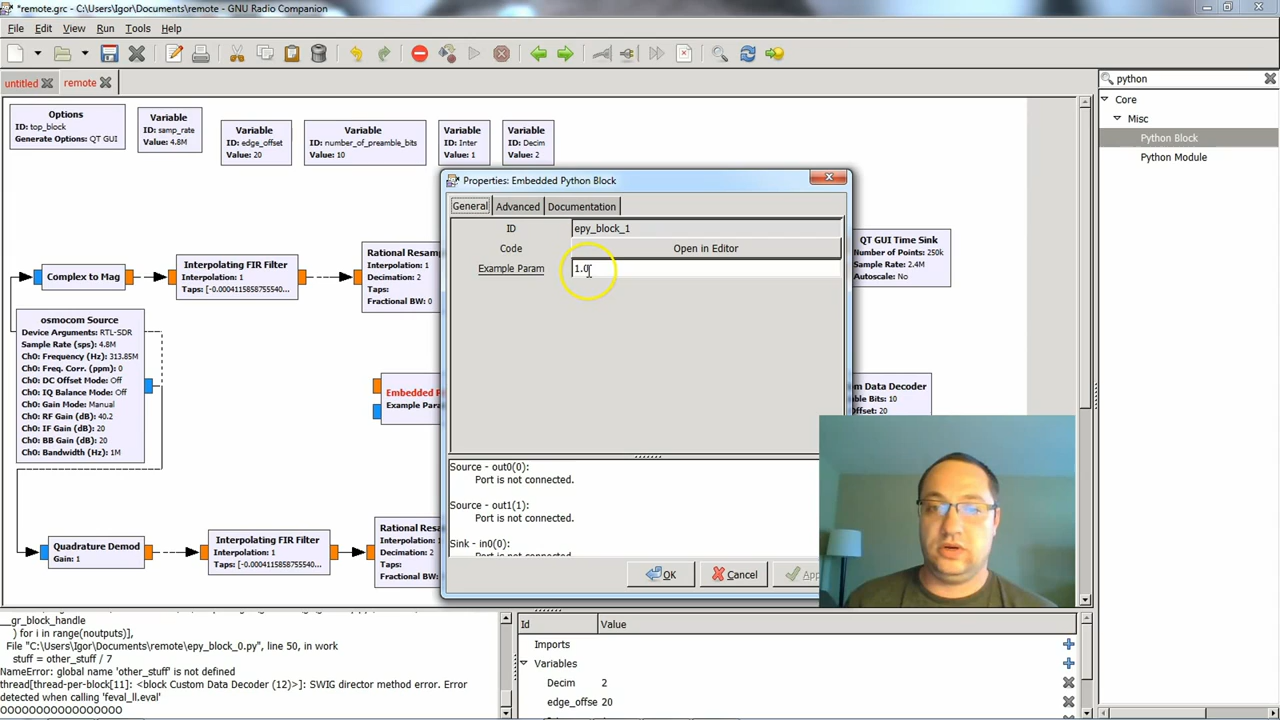 *remote.grc - C:\Users\Igor\Documents\remote - GNU Radio Companion
File Edit View Run Tools Help
untitled
remote
python
Core
Misc
Python Block
Python Module
Options
ID: top_block
Generate Options: QT GUI
Variable
ID: samp_rate
Value: 4.8M
Variable
ID: edge_offset
Value: 20
Variable
ID: number_of_preamble_bits
Value: 10
Variable
ID: Inter
Value: 1
Variable
ID: Decim
Value: 2
Properties: Embedded Python Block
General Advanced Documentation
ID epy_block_1
Code Open in Editor
Example Param 1.0
Source - out0(0):
Port is not connected.
Source - out1(1):
Port is not connected.
Sink - in0(0):
Port is not connected.
OK Cancel
QT GUI Time Sink
Number of Points: 250k
Sample Rate: 2.4M
Autoscale: No
Complex to Mag
Interpolating FIR Filter
Interpolation: 1
Taps: [-0.0004115858755540...
Rational Resam
Interpolation: 1
Decimation: 2
Taps:
Fractional BW: 0
osmocom Source
Device Arguments: RTL-SDR
Sample Rate (sps): 4.8M
Ch0: Frequency (Hz): 313.85M
Ch0: Freq. Corr. (ppm): 0
Ch0: DC Offset Mode: Off
Ch0: IQ Balance Mode: Off
Ch0: Gain Mode: Manual
Ch0: RF Gain (dB): 40.2
Ch0: IF Gain (dB): 20
Ch0: BB Gain (dB): 20
Ch0: Bandwidth (Hz): 1M
Embedded P
Example Par
m Data Decoder
ble Bits: 10
Offset: 20
Quadrature Demod
Gain: 1
Interpolating FIR Filter
Interpolation: 1
Taps: [-0.0004115858755540...
Rational Resa
Interpolation: 1
Decimation: 2
Taps:
Fractional BW:
__gr_block_handle
) for i in range(noutputs)],
File "C:\Users\Igor\Documents\remote\epy_block_0.py", line 50, in work
stuff = other_stuff / 7
NameError: global name 'other_stuff' is not defined
thread[thread-per-block[11]: <block Custom Data Decoder (12)>]: SWIG director method error. Error
detected when calling 'feval_ll.eval'
OOOOOOOOOOOOOOOOO
Id Value
Imports
Variables
Decim 2
edge_offse 20